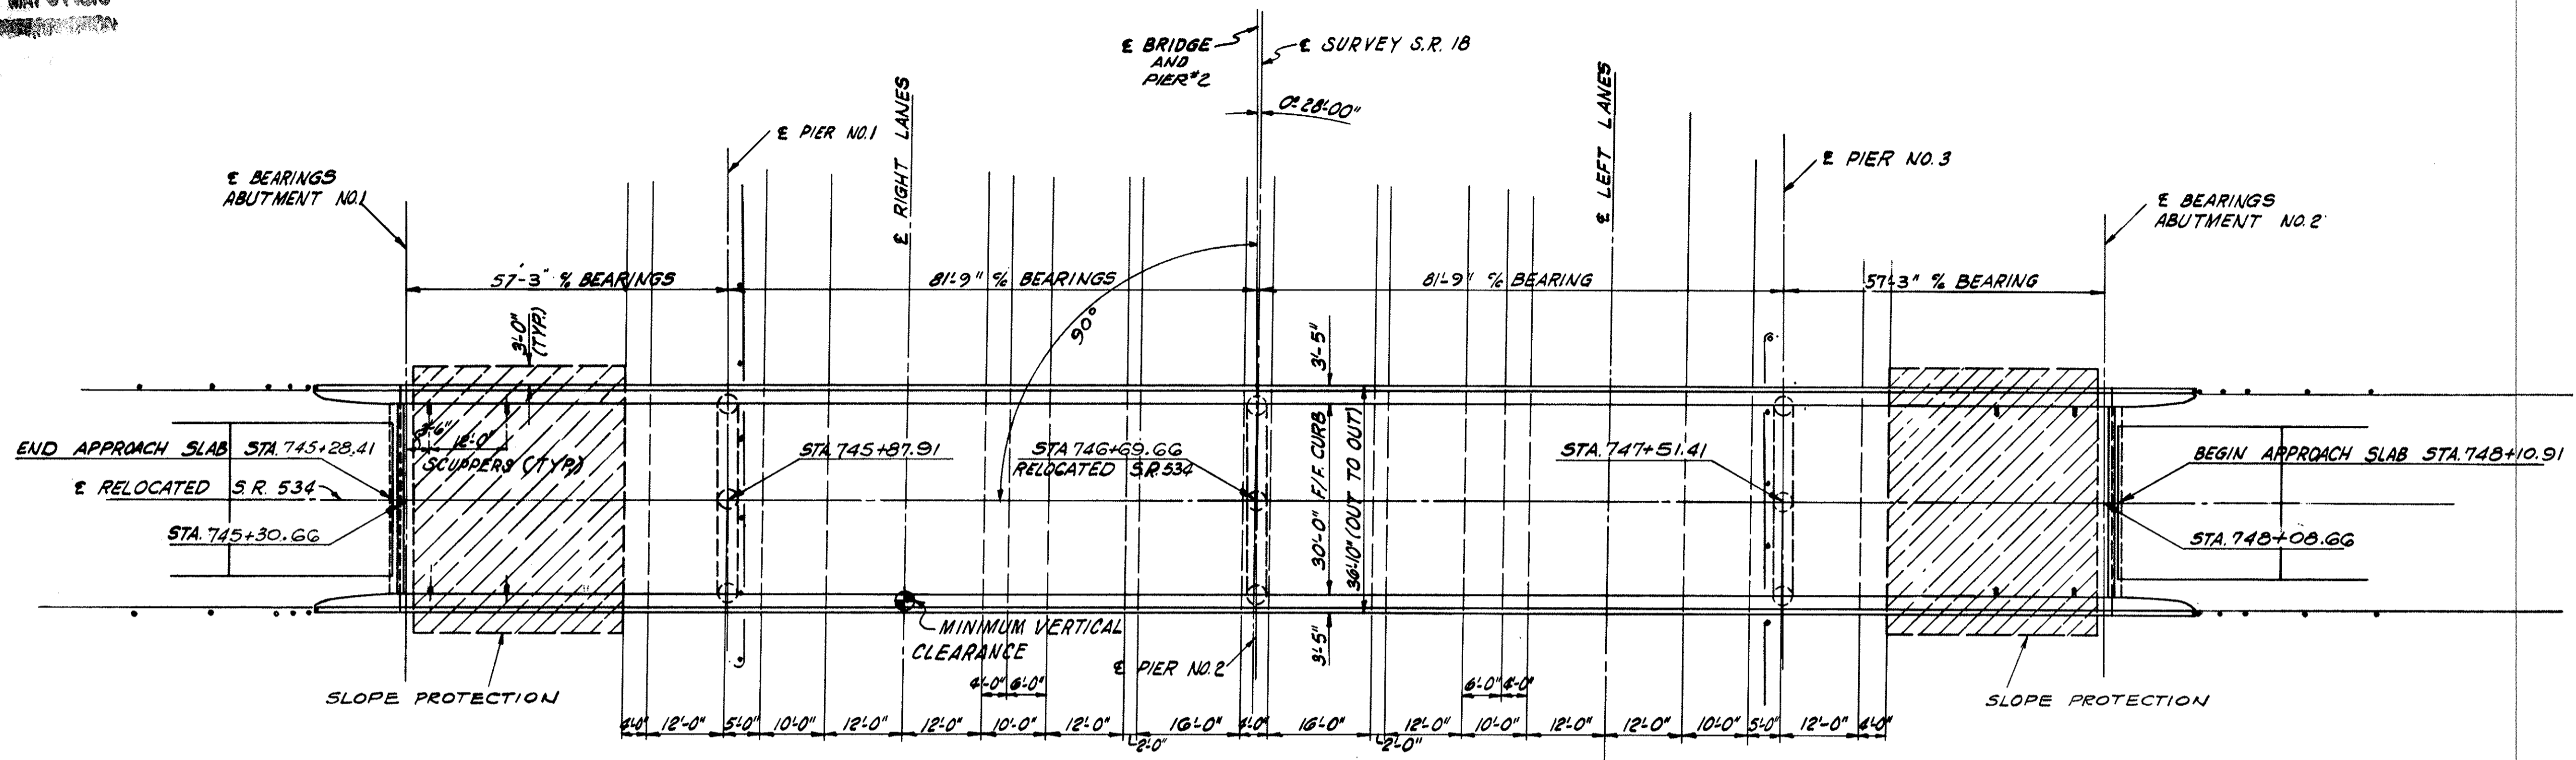 ℄ BRIDGE
AND
PIER #2
℄ SURVEY S.R. 18
0°28'-00"
℄ PIER NO.1
℄ RIGHT LANES
℄ LEFT LANES
℄ PIER NO. 3
℄ BEARINGS
ABUTMENT NO.1
℄ BEARINGS
ABUTMENT NO.2
57'-3" c/c BEARINGS
81'-9" c/c BEARINGS
81'-9" c/c BEARING
57'-3" c/c BEARING
90°
3'-0"
(TYP.)
3'-5"
30'-0" F/F. CURB
36'-10" (OUT TO OUT)
3'-5"
3'-6"
12'-0"
SCUPPERS (TYP.)
END APPROACH SLAB STA. 745+28.41
℄ RELOCATED S.R. 534
STA. 745+30.66
STA. 745+87.91
STA. 746+69.66
RELOCATED S.R. 534
STA. 747+51.41
BEGIN APPROACH SLAB STA. 748+10.91
STA. 748+08.66
MINIMUM VERTICAL
CLEARANCE
℄ PIER NO.2
SLOPE PROTECTION
SLOPE PROTECTION
4'-0" 6'-0"
6'-0" 4'-0"
4'-0" 12'-0" 5'-0" 10'-0" 12'-0" 12'-0" 10'-0" 12'-0" 2'-0" 16'-0" 4'-0" 16'-0" 2'-0" 12'-0" 10'-0" 12'-0" 12'-0" 10'-0" 5'-0" 12'-0" 4'-0"